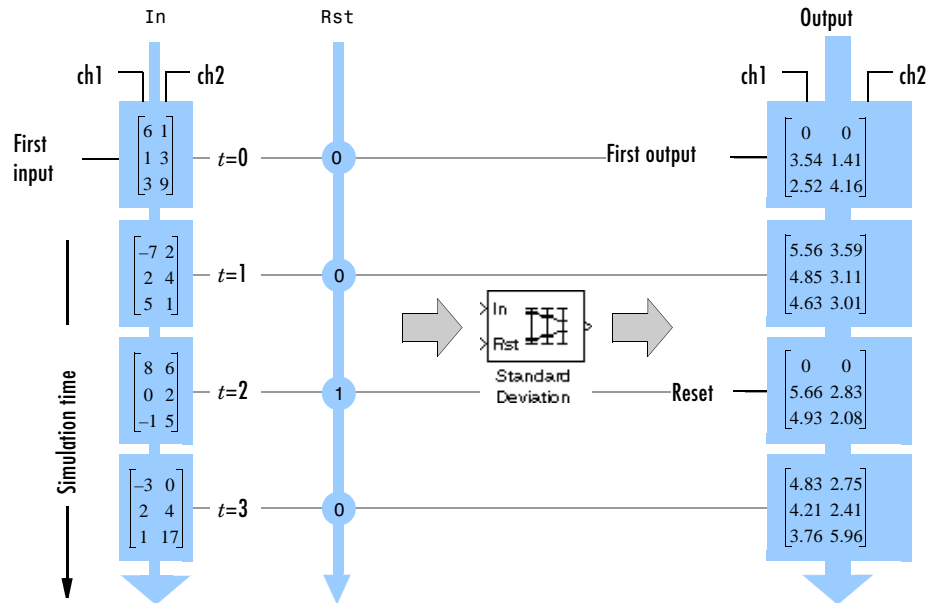 In Rst Output
ch1 ch2 ch1 ch2
First input
6 1
1 3
3 9
t=0
0
First output
0 0
3.54 1.41
2.52 4.16
–7 2
2 4
5 1
t=1
0
5.56 3.59
4.85 3.11
4.63 3.01
In
Rst
Standard
Deviation
Simulation time
8 6
0 2
–1 5
t=2
1
Reset
0 0
5.66 2.83
4.93 2.08
–3 0
2 4
1 17
t=3
0
4.83 2.75
4.21 2.41
3.76 5.96